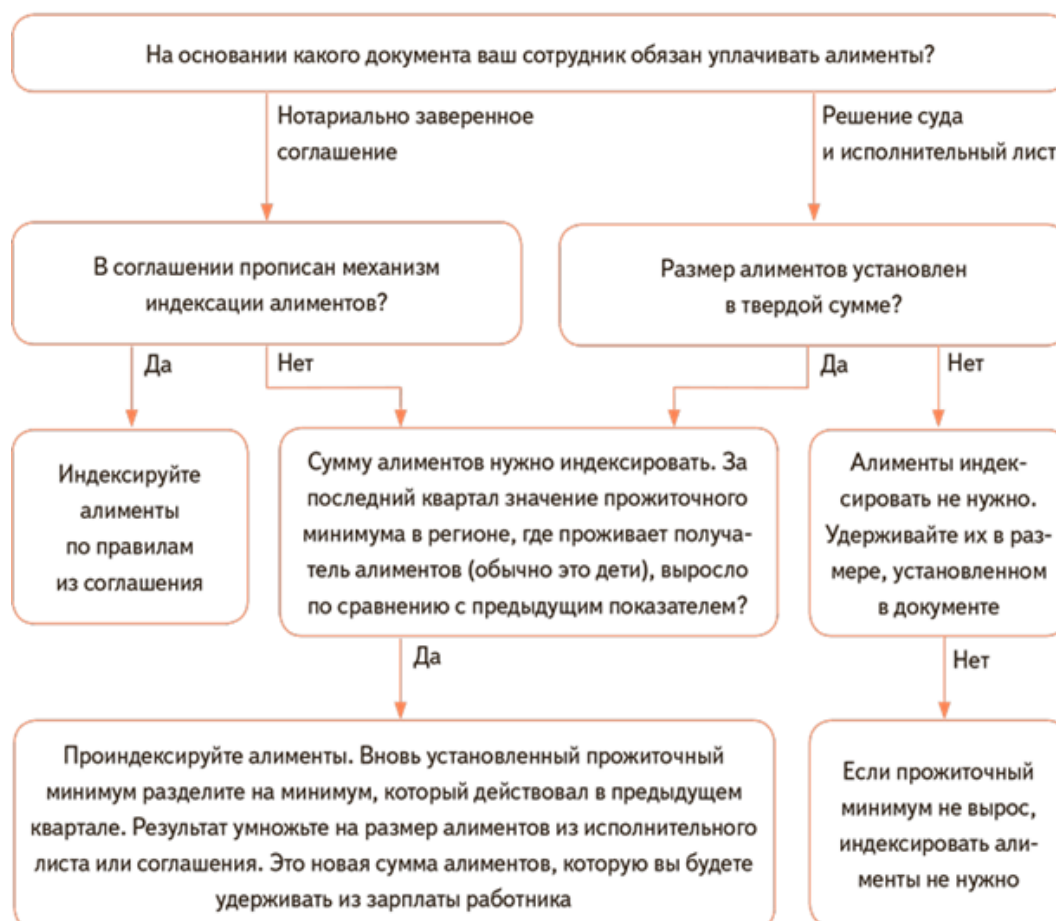 На основании какого документа ваш сотрудник обязан уплачивать алименты?
Нотариально заверенное
соглашение
Решение суда
и исполнительный лист
В соглашении прописан механизм
индексации алиментов?
Размер алиментов установлен
в твердой сумме?
Да
Нет
Да
Нет
Индексируйте
алименты
по правилам
из соглашения
Сумму алиментов нужно индексировать. За
последний квартал значение прожиточного
минимума в регионе, где проживает получа-
тель алиментов (обычно это дети), выросло
по сравнению с предыдущим показателем?
Алименты индек-
сировать не нужно.
Удерживайте их в раз-
мере, установленном
в документе
Да
Нет
Проиндексируйте алименты. Вновь установленный прожиточный
минимум разделите на минимум, который действовал в предыдущем
квартале. Результат умножьте на размер алиментов из исполнительного
листа или соглашения. Это новая сумма алиментов, которую вы будете
удерживать из зарплаты работника
Если прожиточный
минимум не вырос,
индексировать али-
менты не нужно